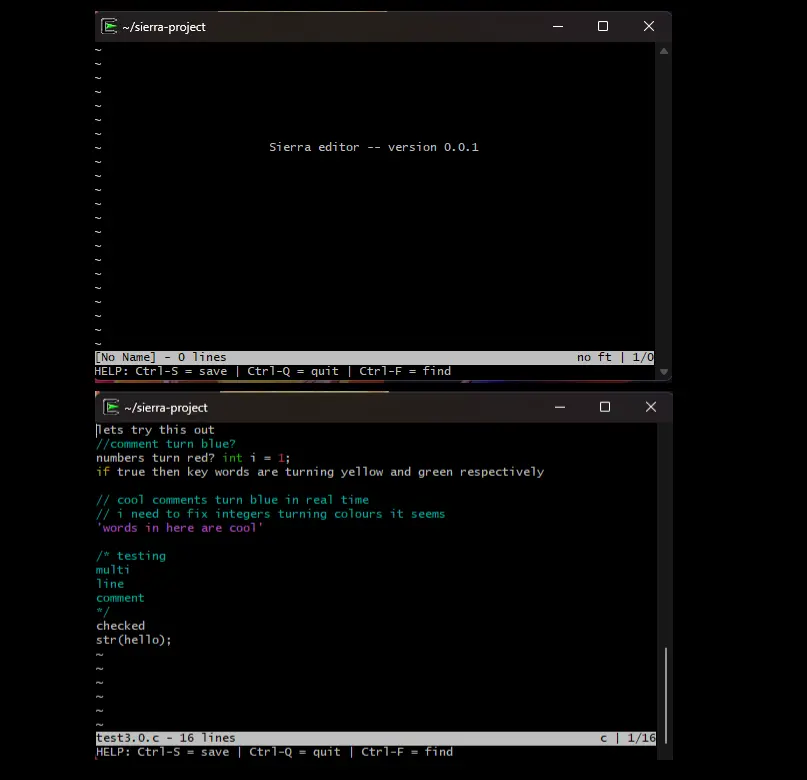 ~/sierra-project
~
~
~
~
~
~
~
~ Sierra editor -- version 0.0.1
~
~
~
~
~
~
~
~
~
~
~
~
~
~
[No Name] - 0 lines no ft | 1/0
HELP: Ctrl-S = save | Ctrl-Q = quit | Ctrl-F = find
~/sierra-project
lets try this out
//comment turn blue?
numbers turn red? int i = 1;
if true then key words are turning yellow and green respectively
// cool comments turn blue in real time
// i need to fix integers turning colours it seems
'words in here are cool'
/* testing
multi
line
comment
*/
checked
str(hello);
~
~
~
~
~
~
test3.0.c - 16 lines c | 1/16
HELP: Ctrl-S = save | Ctrl-Q = quit | Ctrl-F = find